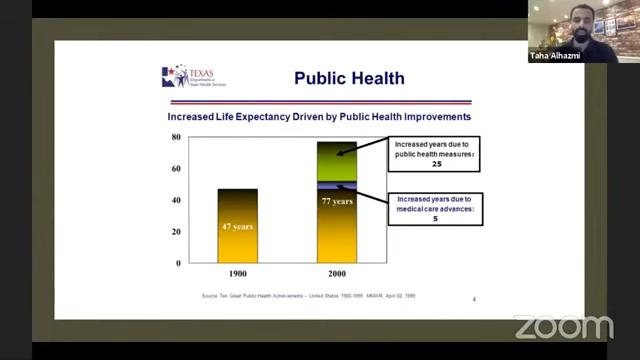 Taha Alhazmi
TEXAS
Department of
State Health Services
Public Health
Increased Life Expectancy Driven by Public Health Improvements
80
60
40
20
0
47 years
77 years
1900
2000
Increased years due to
public health measures:
25
Increased years due to
medical care advances:
5
Source: Ten Great Public Health Achievements – United States, 1900-1999 MMWR, April 02, 1999
4
zoom